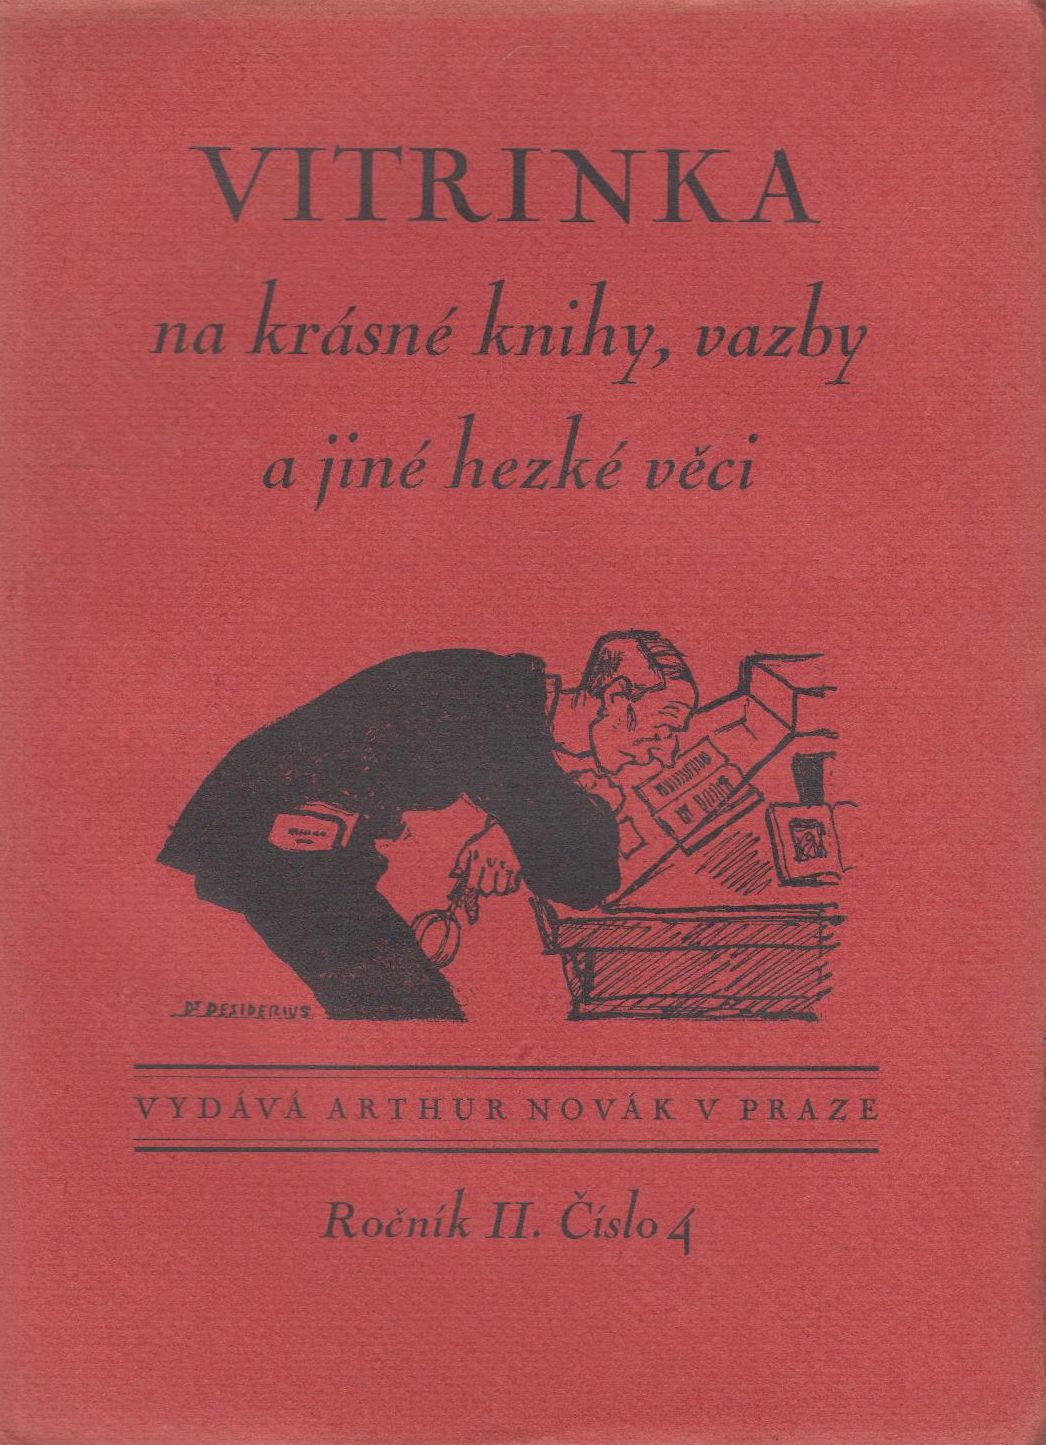 VITRINKA
na krásné knihy, vazby
a jiné hezké věci
Dr DESIDERIUS
VYDÁVÁ ARTHUR NOVÁK V PRAZE
Ročník II. Číslo 4